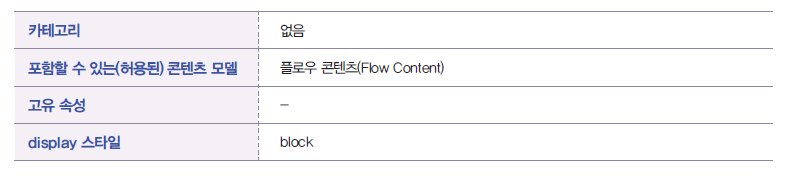 카테고리 없음
포함할 수 있는(허용된) 콘텐츠 모델 플로우 콘텐츠(Flow Content)
고유 속성 –
display 스타일 block